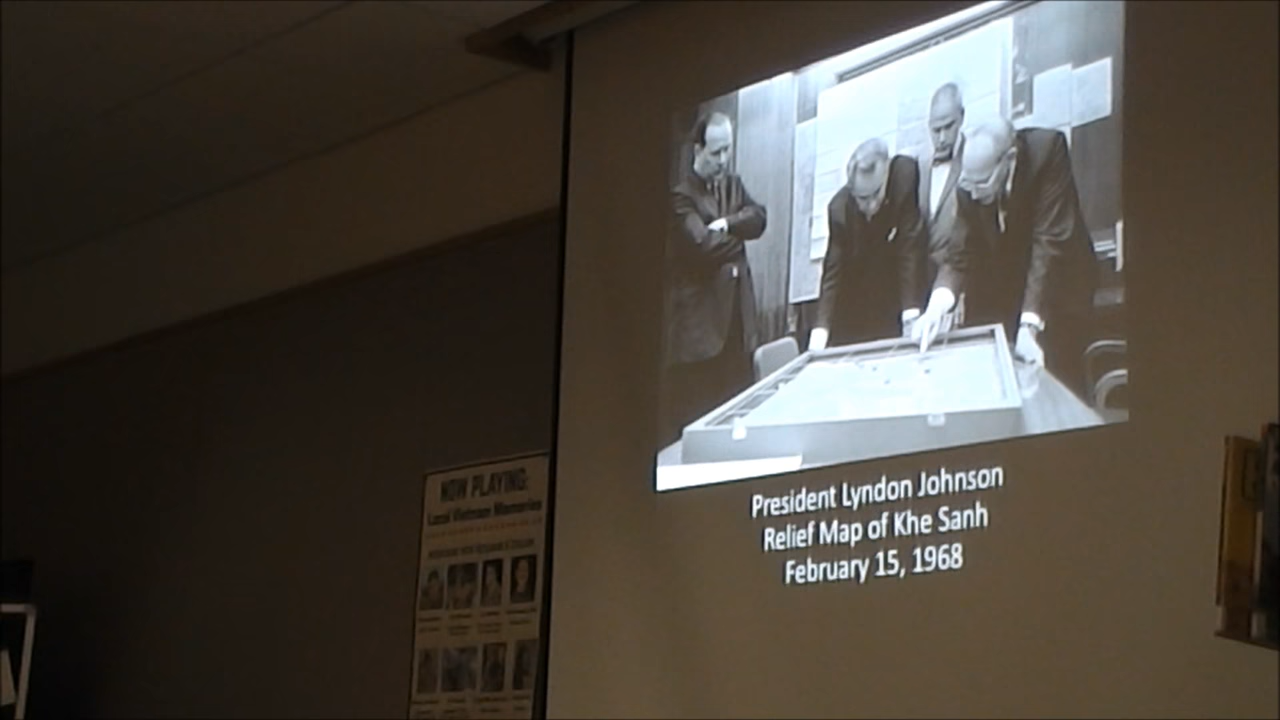 President Lyndon Johnson
Relief Map of Khe Sanh
February 15, 1968
NOW PLAYING:
Local Vietnam Memories